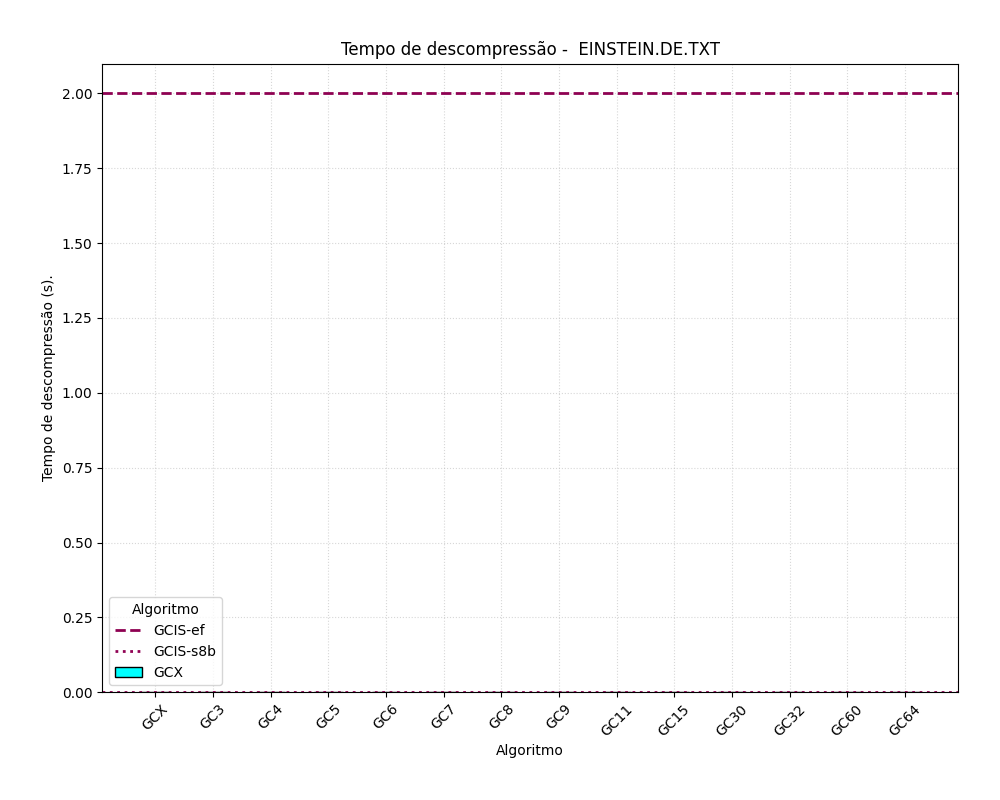 Tempo de descompressão -  EINSTEIN.DE.TXT
Tempo de descompressão (s).
2.00
1.75
1.50
1.25
1.00
0.75
0.50
0.25
0.00
Algoritmo
GCIS-ef
GCIS-s8b
GCX
GCX GC3 GC4 GC5 GC6 GC7 GC8 GC9 GC11 GC15 GC30 GC32 GC60 GC64
Algoritmo